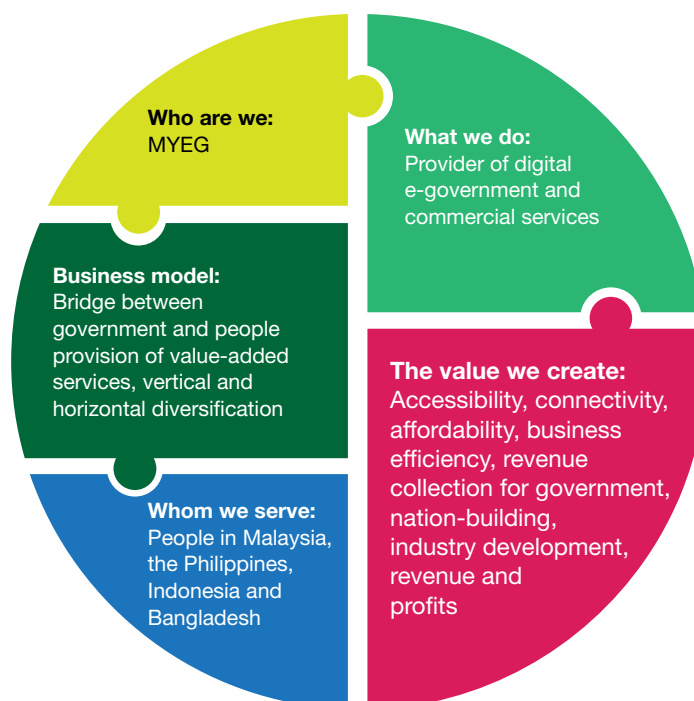 Who are we:
MYEG
What we do:
Provider of digital
e-government and
commercial services
Business model:
Bridge between
government and people
provision of value-added
services, vertical and
horizontal diversification
The value we create:
Accessibility, connectivity,
affordability, business
efficiency, revenue
collection for government,
nation-building,
industry development,
revenue and
profits
Whom we serve:
People in Malaysia,
the Philippines,
Indonesia and
Bangladesh